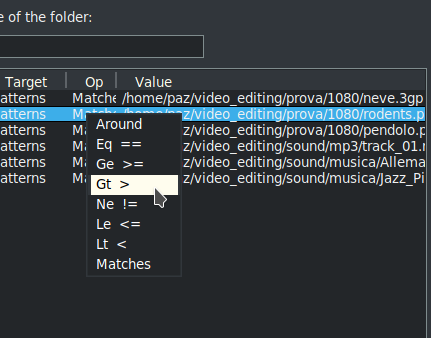 e of the folder:
Target Op Value
atterns Matche /home/paz/video_editing/prova/1080/neve.3gp
atterns Matche /home/paz/video_editing/prova/1080/rodents.p
atterns Ma z/video_editing/prova/1080/pendolo.p
atterns Ma z/video_editing/sound/mp3/track_01.m
atterns Ma z/video_editing/sound/musica/Allema
atterns Ma z/video_editing/sound/musica/Jazz_Pi
Around
Eq ==
Ge >=
Gt >
Ne !=
Le <=
Lt <
Matches